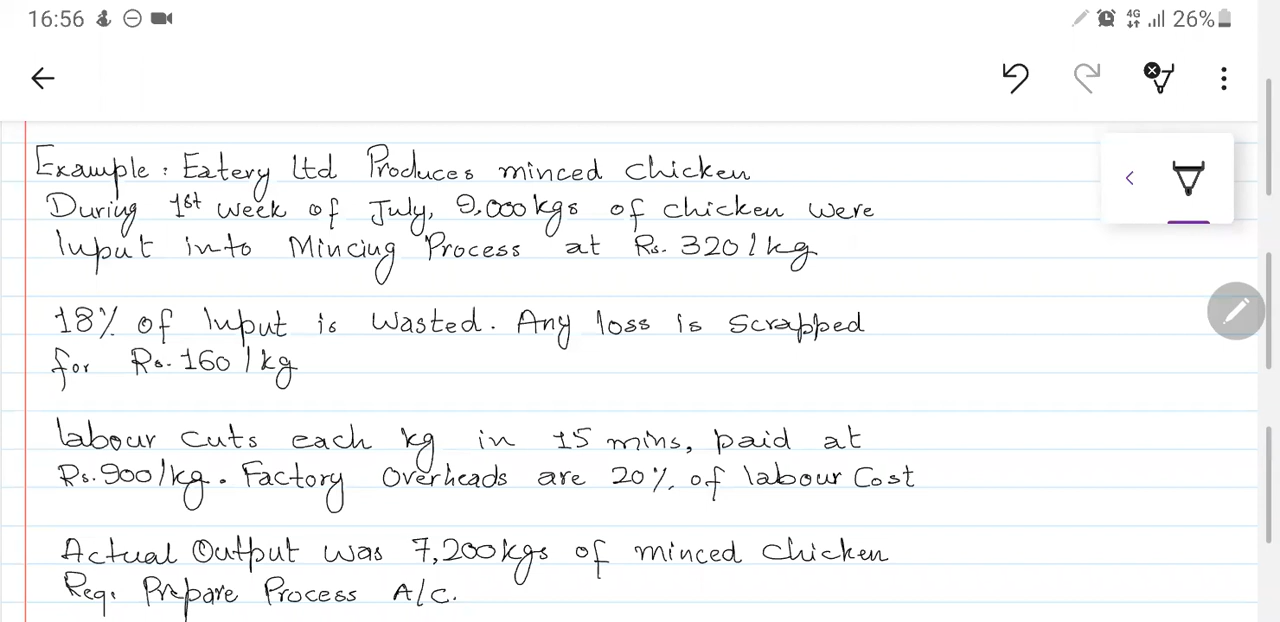 16:56
4G 26%
Example: Eatery Ltd Produces minced chicken
During 1st week of July, 9,000 kgs of chicken were
Input into Mincing Process at Rs. 320/kg
18% of Input is Wasted. Any loss is Scrapped
for Rs. 160/kg
labour cuts each kg in 15 mins, paid at
Rs. 900/kg. Factory Overheads are 20% of labour Cost
Actual Output was 7,200 kgs of minced chicken
Req. Prepare Process A/C.